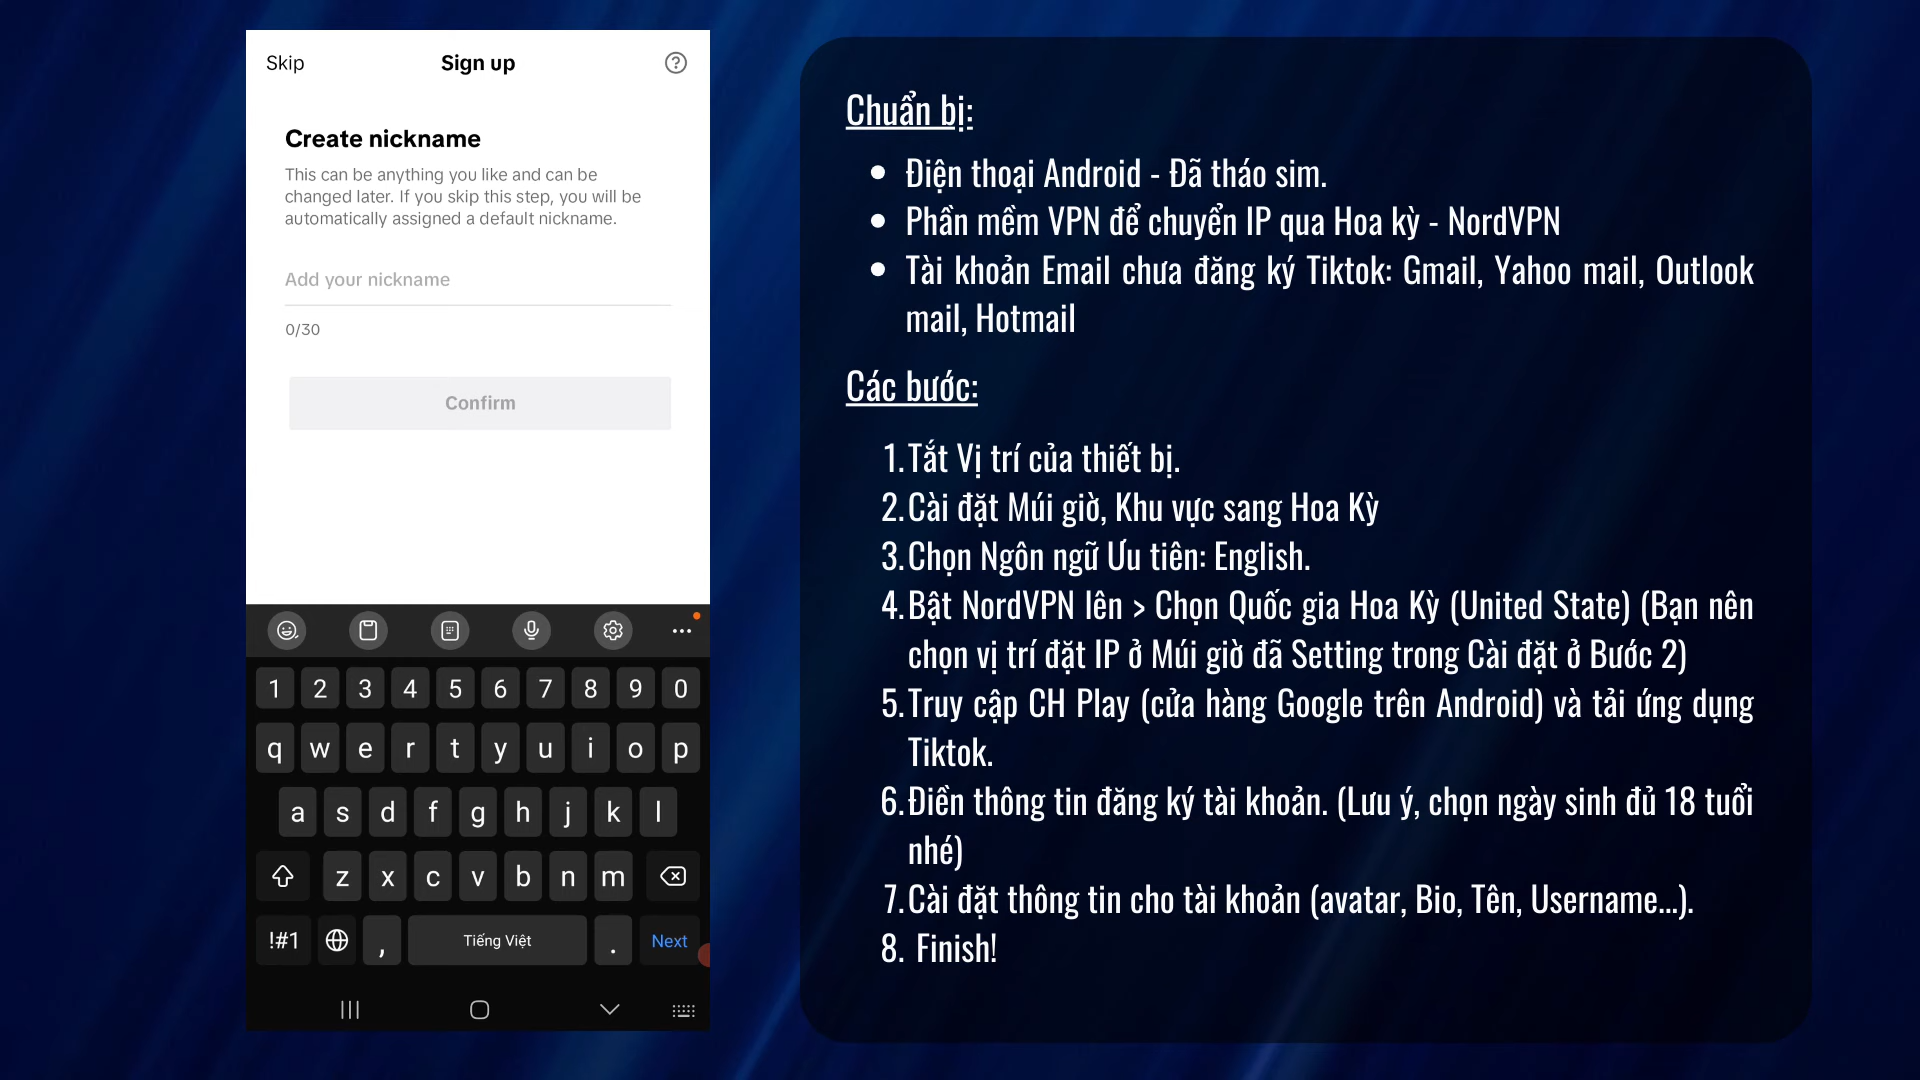 Skip
Sign up
Create nickname
This can be anything you like and can be
changed later. If you skip this step, you will be
automatically assigned a default nickname.
Add your nickname
0/30
Confirm
1 2 3 4 5 6 7 8 9 0
q w e r t y u i o p
a s d f g h j k l
z x c v b n m
!#1 , Tiếng Việt . Next
Chuẩn bị:
• Điện thoại Android - Đã tháo sim.
• Phần mềm VPN để chuyển IP qua Hoa kỳ - NordVPN
• Tài khoản Email chưa đăng ký Tiktok: Gmail, Yahoo mail, Outlook
mail, Hotmail
Các bước:
1. Tắt Vị trí của thiết bị.
2. Cài đặt Múi giờ, Khu vực sang Hoa Kỳ
3. Chọn Ngôn ngữ Ưu tiên: English.
4. Bật NordVPN lên > Chọn Quốc gia Hoa Kỳ (United State) (Bạn nên
chọn vị trí đặt IP ở Múi giờ đã Setting trong Cài đặt ở Bước 2)
5. Truy cập CH Play (cửa hàng Google trên Android) và tải ứng dụng
Tiktok.
6. Điền thông tin đăng ký tài khoản. (Lưu ý, chọn ngày sinh đủ 18 tuổi
nhé)
7. Cài đặt thông tin cho tài khoản (avatar, Bio, Tên, Username...).
8. Finish!